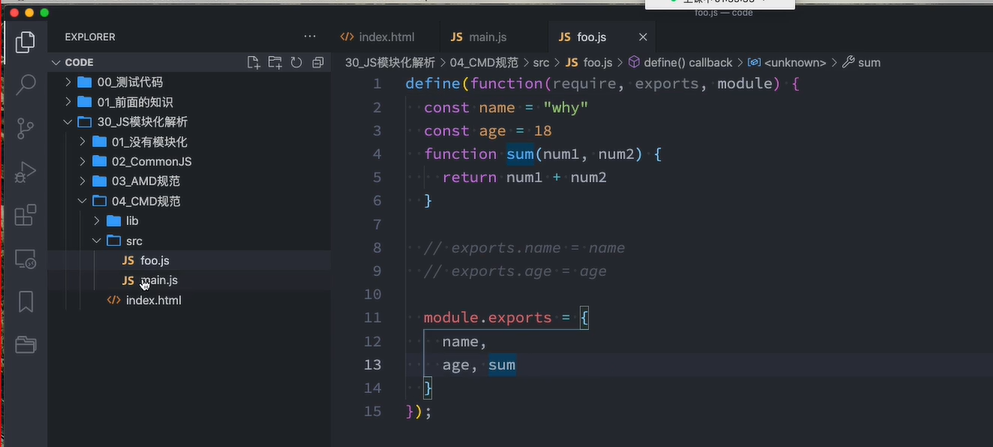 foo.js — code
EXPLORER
index.html
JS main.js
JS foo.js
CODE
30_JS模块化解析 > 04_CMD规范 > src > JS foo.js > define() callback > <unknown> > sum
00_测试代码
01_前面的知识
30_JS模块化解析
01_没有模块化
02_CommonJS
03_AMD规范
04_CMD规范
lib
src
JS foo.js
JS main.js
index.html
1 define(function(require, exports, module) {
2 const name = "why"
3 const age = 18
4 function sum(num1, num2) {
5 return num1 + num2
6 }
7
8 // exports.name = name
9 // exports.age = age
10
11 module.exports = {
12 name,
13 age, sum
14 }
15 });